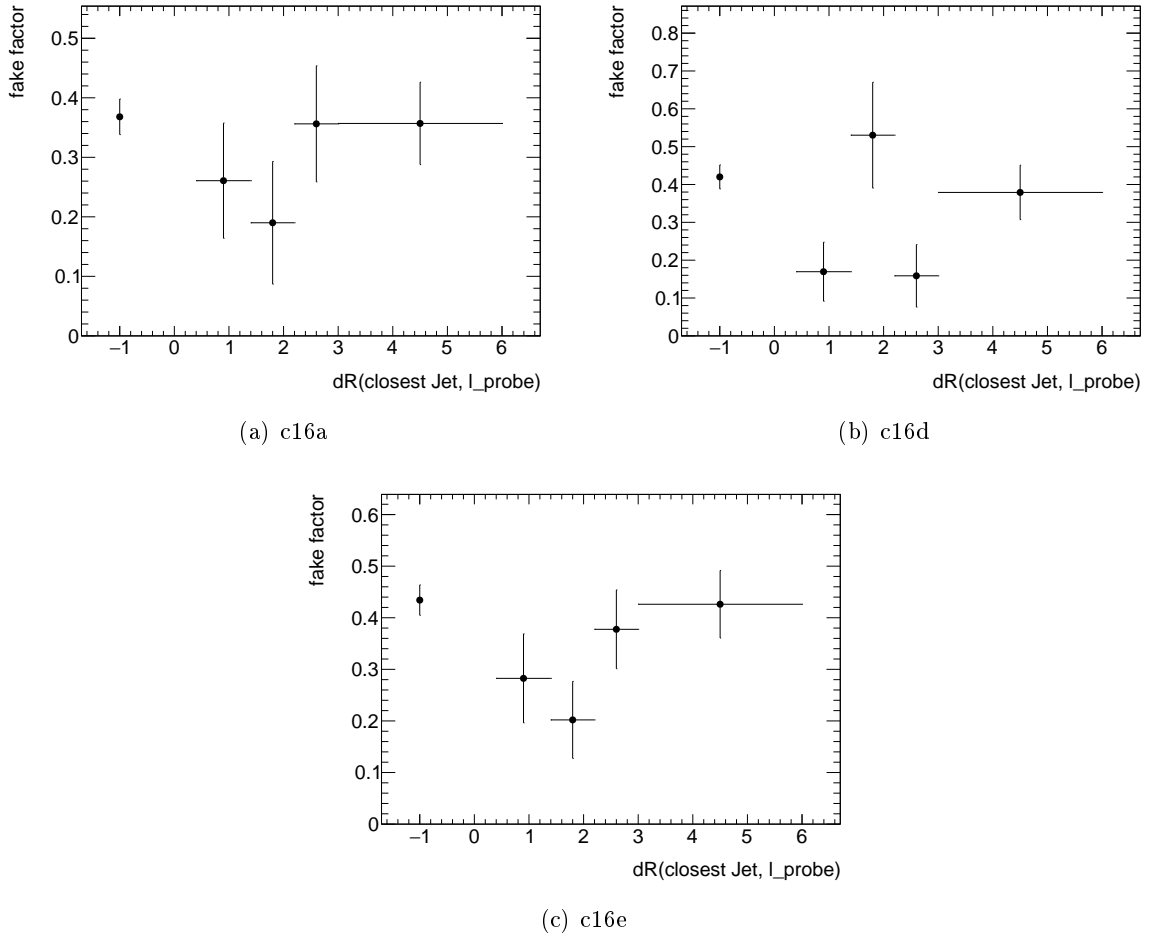 fake factor
0.5
0.4
0.3
0.2
0.1
0
−1 0 1 2 3 4 5 6
dR(closest Jet, l_probe)
(a) c16a
fake factor
0.8
0.7
0.6
0.5
0.4
0.3
0.2
0.1
0
−1 0 1 2 3 4 5 6
dR(closest Jet, l_probe)
(b) c16d
fake factor
0.6
0.5
0.4
0.3
0.2
0.1
0
−1 0 1 2 3 4 5 6
dR(closest Jet, l_probe)
(c) c16e